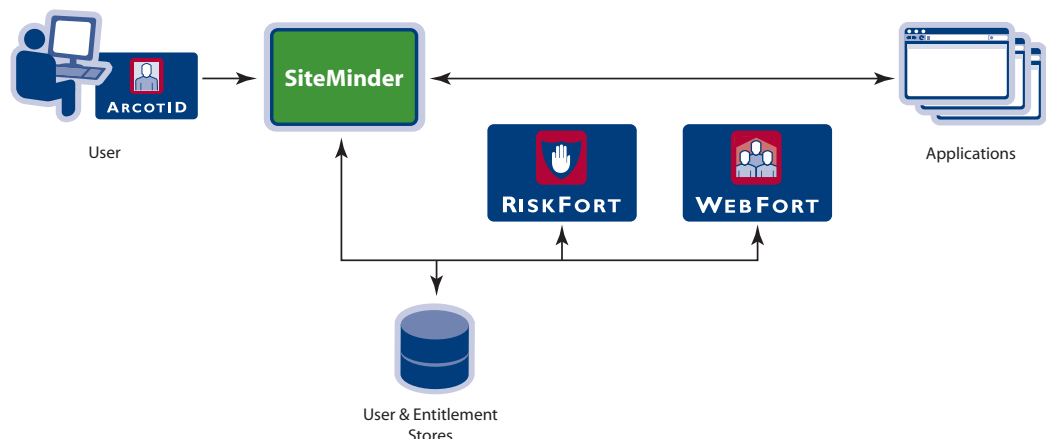 SiteMinder
ARCOTID
User
Applications
RISKFORT
WEBFORT
User & Entitlement
Stores